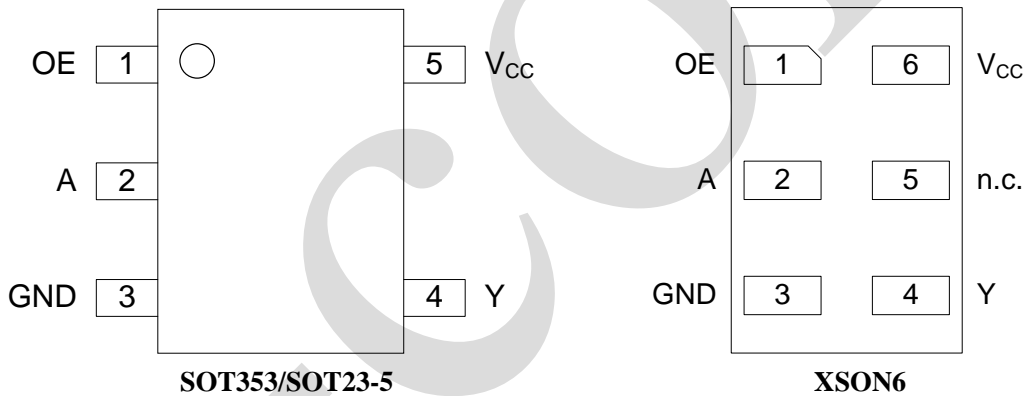 OE 1 5 VCC
A 2
GND 3 4 Y
SOT353/SOT23-5
OE 1 6 VCC
A 2 5 n.c.
GND 3 4 Y
XSON6